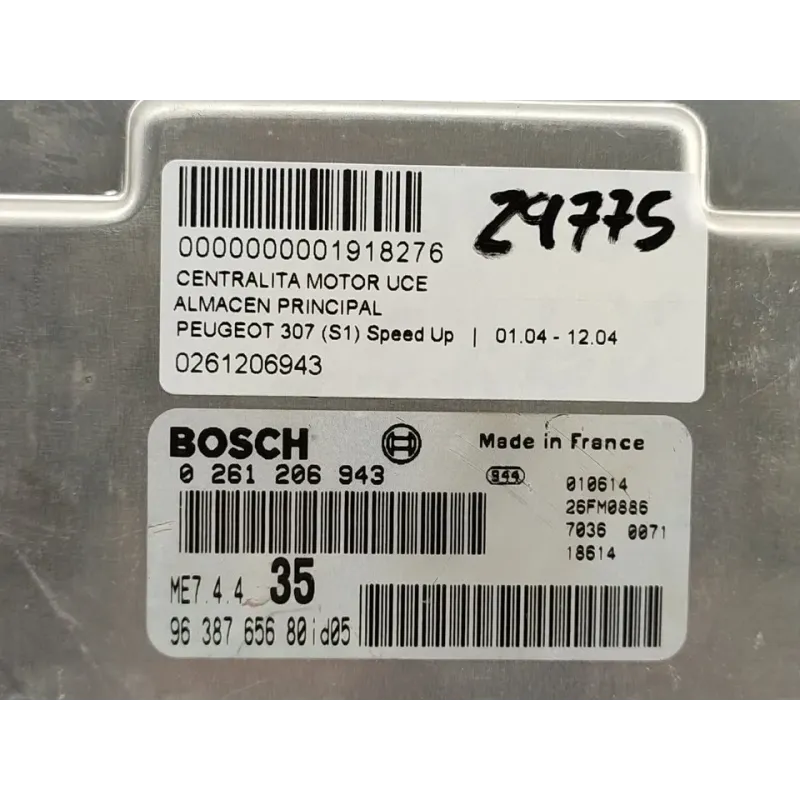 29775
0000000001918276
CENTRALITA MOTOR UCE
ALMACEN PRINCIPAL
PEUGEOT 307 (S1) Speed Up | 01.04 - 12.04
0261206943
BOSCH Made in France
0 261 206 943 944 010614
26FM0886
7036 0071
18614
ME7.4.4 35
96 387 656 80id05